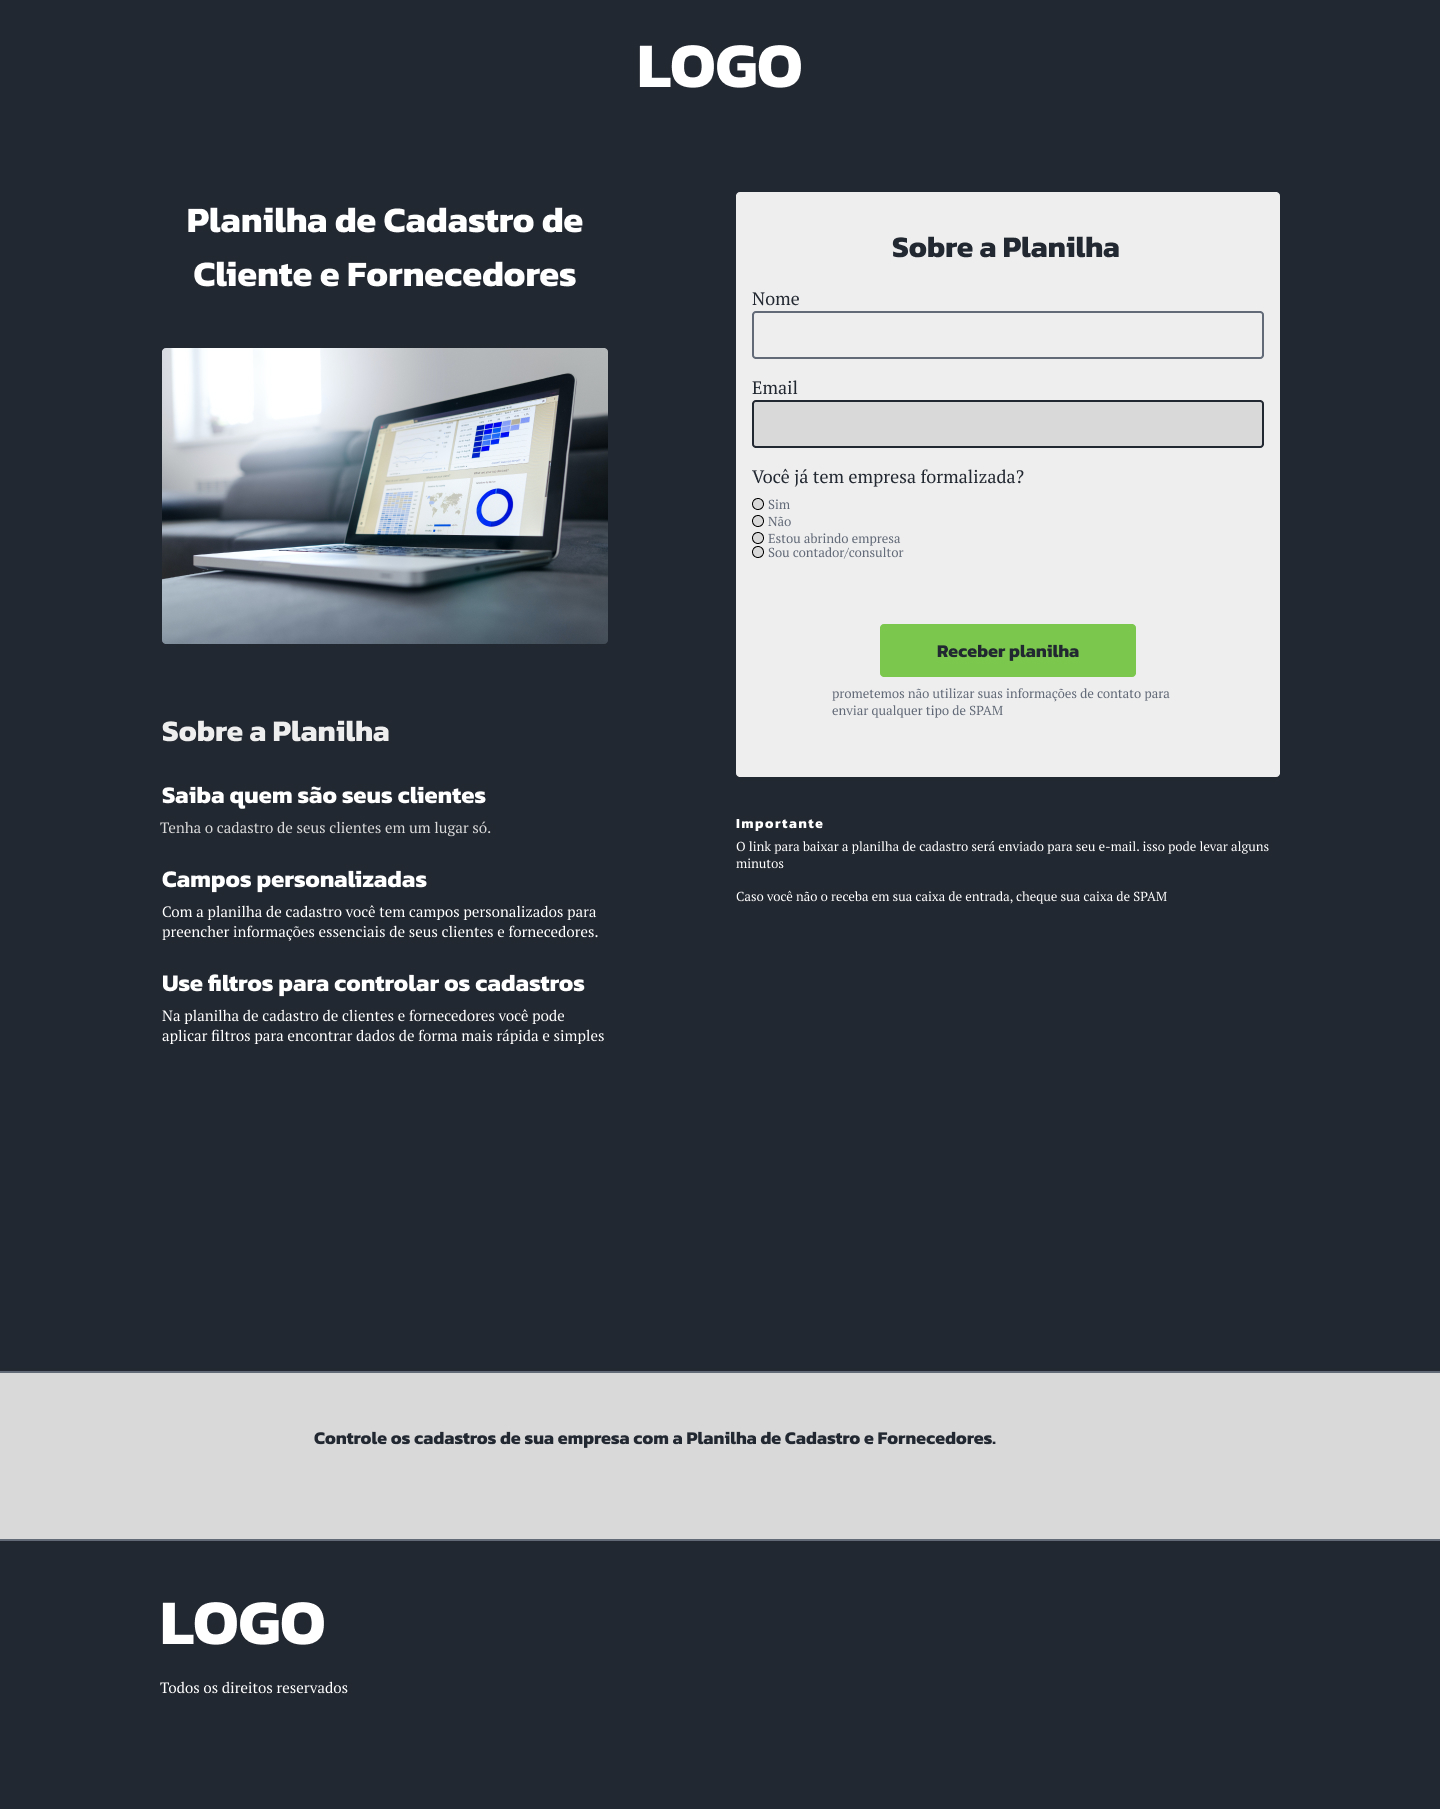 LOGO
Planilha de Cadastro de
Cliente e Fornecedores
Sobre a Planilha
Saiba quem são seus clientes
Tenha o cadastro de seus clientes em um lugar só.
Campos personalizadas
Com a planilha de cadastro você tem campos personalizados para
preencher informações essenciais de seus clientes e fornecedores.
Use filtros para controlar os cadastros
Na planilha de cadastro de clientes e fornecedores você pode
aplicar filtros para encontrar dados de forma mais rápida e simples
Sobre a Planilha
Nome
Email
Você já tem empresa formalizada?
Sim
Não
Estou abrindo empresa
Sou contador/consultor
Receber planilha
prometemos não utilizar suas informações de contato para
enviar qualquer tipo de SPAM
Importante
O link para baixar a planilha de cadastro será enviado para seu e-mail. isso pode levar alguns
minutos
Caso você não o receba em sua caixa de entrada, cheque sua caixa de SPAM
Controle os cadastros de sua empresa com a Planilha de Cadastro e Fornecedores.
LOGO
Todos os direitos reservados